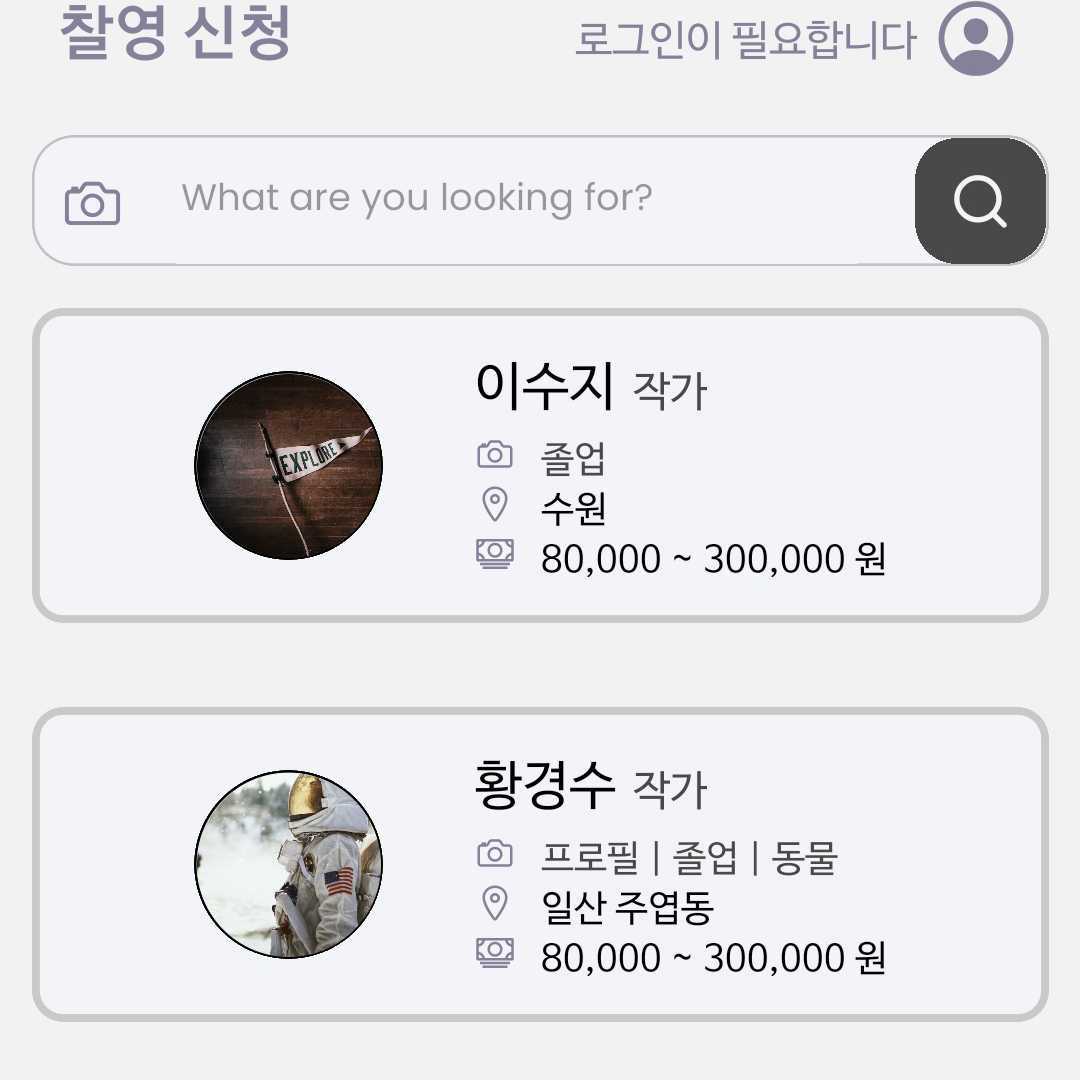 찰영 신청
로그인이 필요합니다
What are you looking for?
이수지 작가
EXPLORE
졸업
수원
80,000 ~ 300,000 원
황경수 작가
프로필 | 졸업 | 동물
일산 주엽동
80,000 ~ 300,000 원